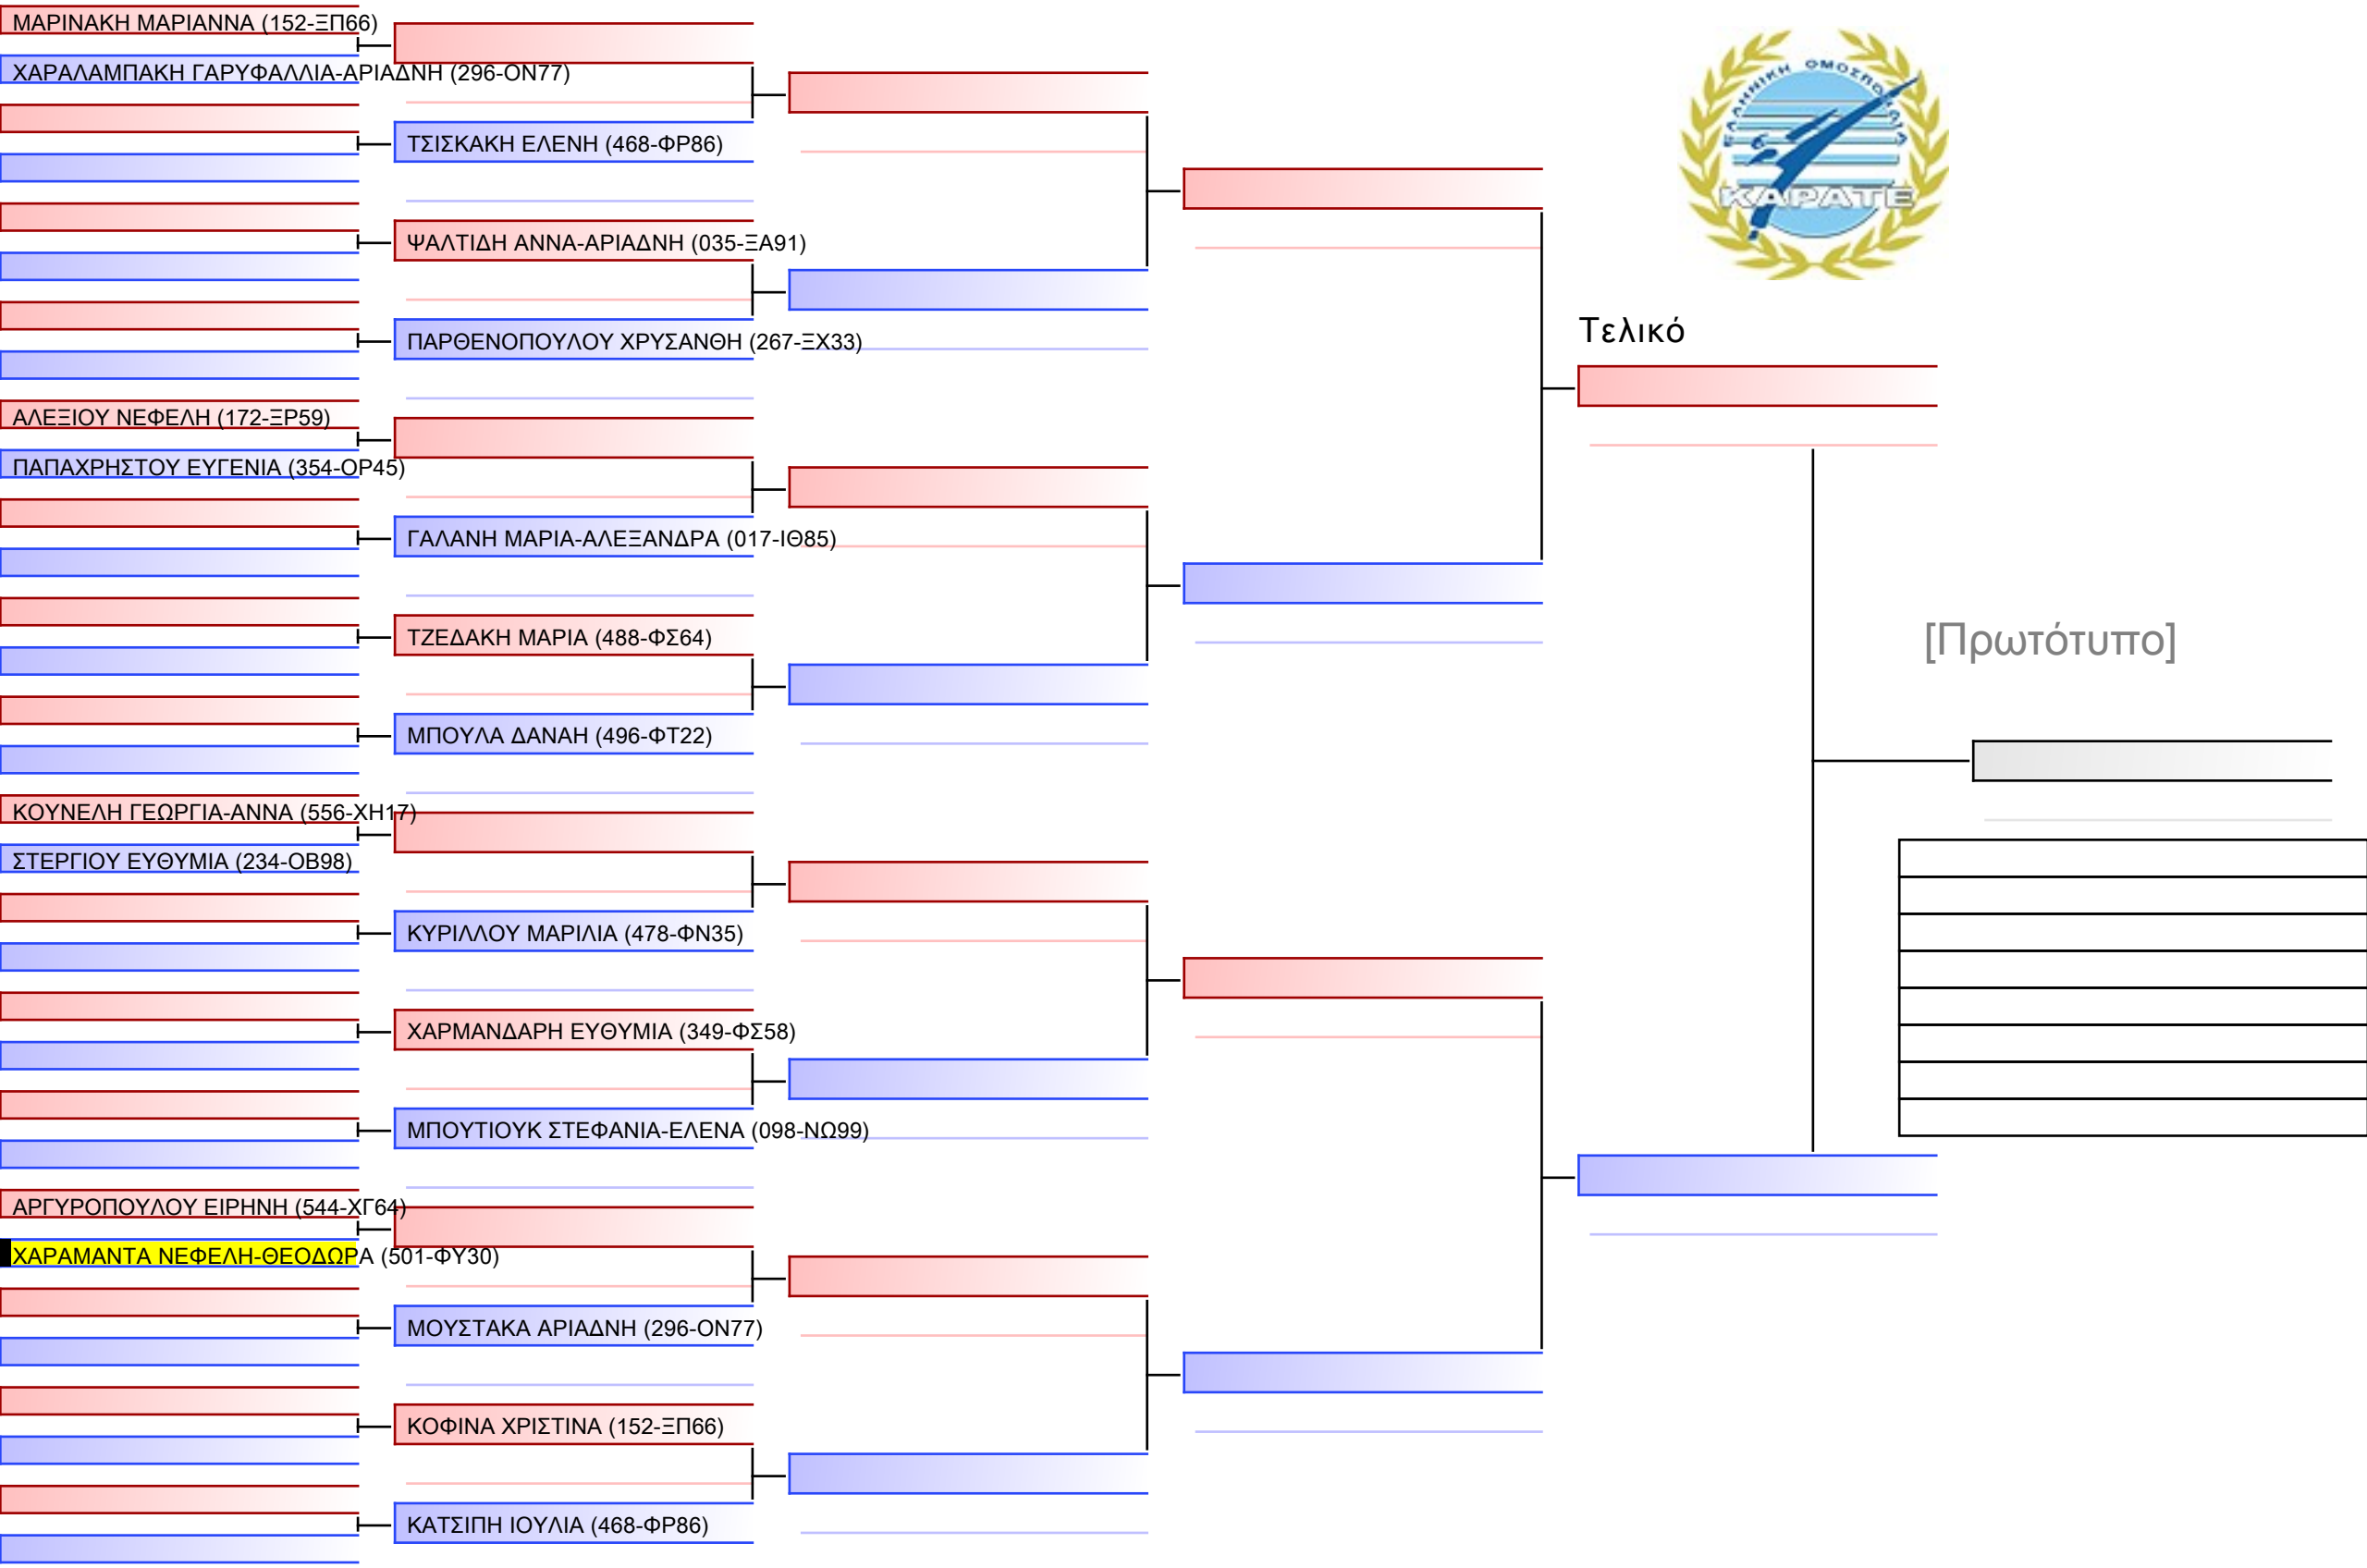 ΜΑΡΙΝΑΚΗ ΜΑΡΙΑΝΝΑ (152-ΞΠ66)
ΧΑΡΑΛΑΜΠΑΚΗ ΓΑΡΥΦΑΛΛΙΑ-ΑΡΙΑΔΝΗ (296-ΟΝ77)
ΤΣΙΣΚΑΚΗ ΕΛΕΝΗ (468-ΦΡ86)
ΨΑΛΤΙΔΗ ΑΝΝΑ-ΑΡΙΑΔΝΗ (035-ΞΑ91)
ΠΑΡΘΕΝΟΠΟΥΛΟΥ ΧΡΥΣΑΝΘΗ (267-ΞΧ33)
ΑΛΕΞΙΟΥ ΝΕΦΕΛΗ (172-ΞΡ59)
ΠΑΠΑΧΡΗΣΤΟΥ ΕΥΓΕΝΙΑ (354-ΟΡ45)
ΓΑΛΑΝΗ ΜΑΡΙΑ-ΑΛΕΞΑΝΔΡΑ (017-ΙΘ85)
ΤΖΕΔΑΚΗ ΜΑΡΙΑ (488-ΦΣ64)
ΜΠΟΥΛΑ ΔΑΝΑΗ (496-ΦΤ22)
ΚΟΥΝΕΛΗ ΓΕΩΡΓΙΑ-ΑΝΝΑ (556-ΧΗ17)
ΣΤΕΡΓΙΟΥ ΕΥΘΥΜΙΑ (234-ΟΒ98)
ΚΥΡΙΛΛΟΥ ΜΑΡΙΛΙΑ (478-ΦΝ35)
ΧΑΡΜΑΝΔΑΡΗ ΕΥΘΥΜΙΑ (349-ΦΣ58)
ΜΠΟΥΤΙΟΥΚ ΣΤΕΦΑΝΙΑ-ΕΛΕΝΑ (098-ΝΩ99)
ΑΡΓΥΡΟΠΟΥΛΟΥ ΕΙΡΗΝΗ (544-ΧΓ64)
ΧΑΡΑΜΑΝΤΑ ΝΕΦΕΛΗ-ΘΕΟΔΩΡΑ (501-ΦΥ30)
ΜΟΥΣΤΑΚΑ ΑΡΙΑΔΝΗ (296-ΟΝ77)
ΚΟΦΙΝΑ ΧΡΙΣΤΙΝΑ (152-ΞΠ66)
ΚΑΤΣΙΠΗ ΙΟΥΛΙΑ (468-ΦΡ86)
ΕΛΛΗΝΙΚΗ ΟΜΟΣΠΟΝΔΙΑ
ΚΑΡΑΤΕ
Τελικό
[Πρωτότυπο]